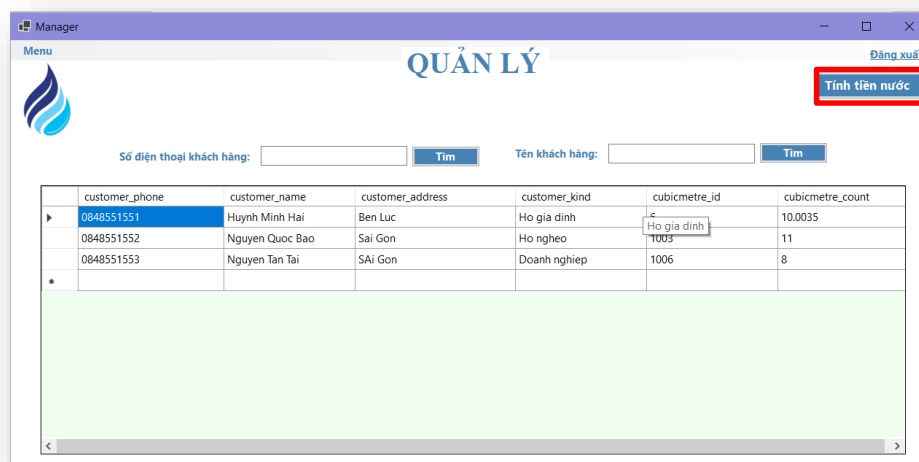 Manager
Menu
QUẢN LÝ
Đăng xuất
Tính tiền nước
Số điện thoại khách hàng:
Tìm
Tên khách hàng:
Tìm
customer_phone customer_name customer_address customer_kind cubicmetre_id cubicmetre_count
0848551551 Huynh Minh Hai Ben Luc Ho gia dinh 10.0035
Ho gia dinh
0848551552 Nguyen Quoc Bao Sai Gon Ho ngheo 1003 11
0848551553 Nguyen Tan Tai SAi Gon Doanh nghiep 1006 8